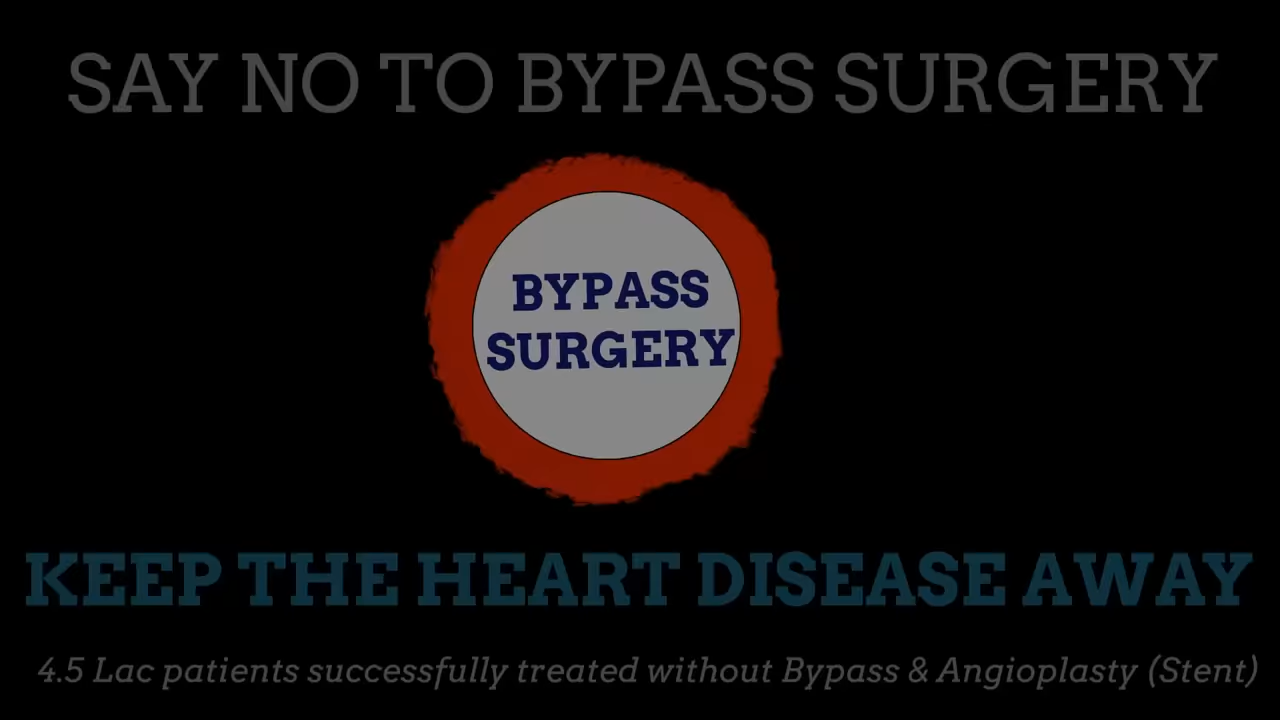 SAY NO TO BYPASS SURGERY
BYPASS
SURGERY
KEEP THE HEART DISEASE AWAY
4.5 Lac patients successfully treated without Bypass & Angioplasty (Stent)